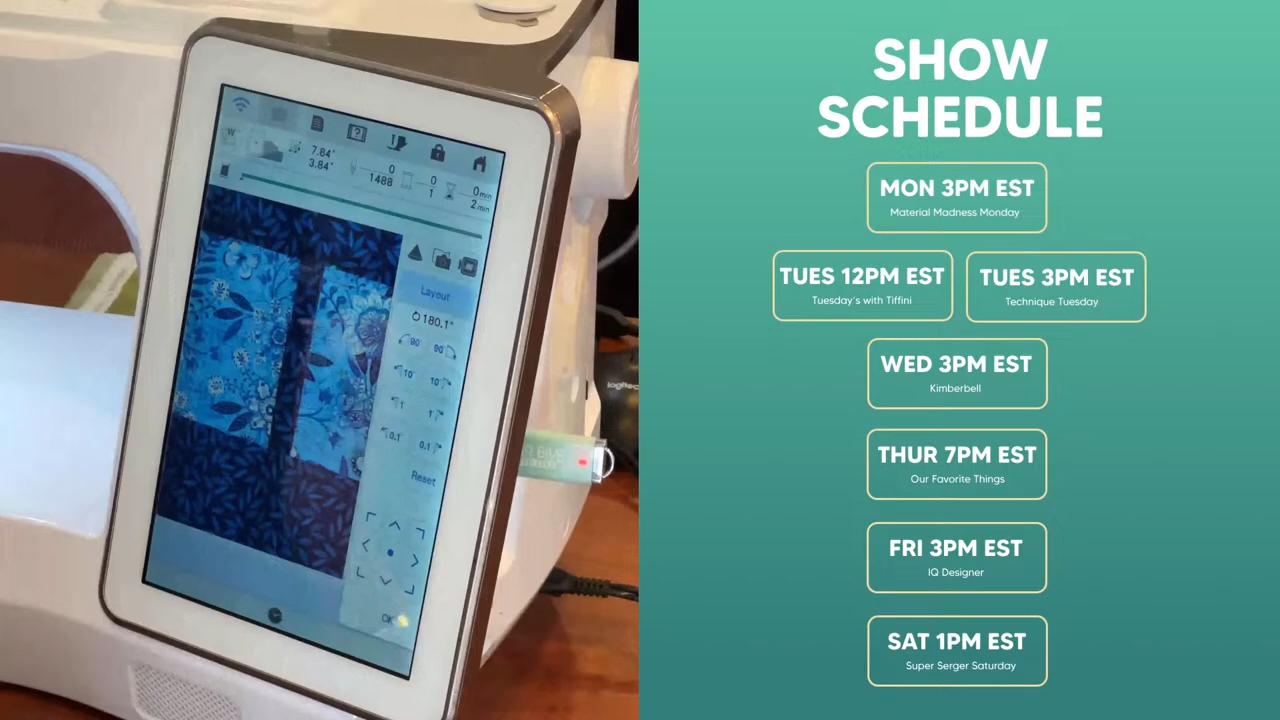 W
7.84"
3.84"
0
1488
0
1
0min
2min
Layout
180.1°
90° 90°
10° 10°
1° 1°
0.1° 0.1°
Reset
OK
logitech
SHOW
SCHEDULE
MON 3PM EST
Material Madness Monday
TUES 12PM EST
Tuesday's with Tiffini
TUES 3PM EST
Technique Tuesday
WED 3PM EST
Kimberbell
THUR 7PM EST
Our Favorite Things
FRI 3PM EST
IQ Designer
SAT 1PM EST
Super Serger Saturday